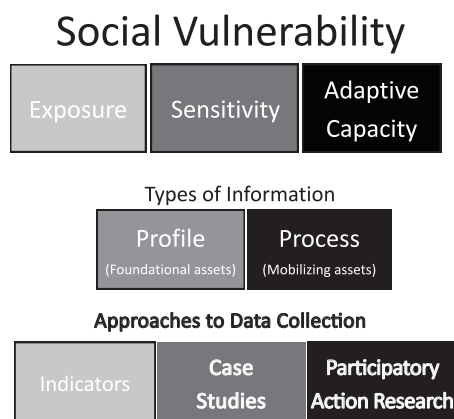 Social Vulnerability
Exposure Sensitivity Adaptive
Capacity
Types of Information
Profile Process
(Foundational assets) (Mobilizing assets)
Approaches to Data Collection
Indicators Case Participatory
Studies Action Research